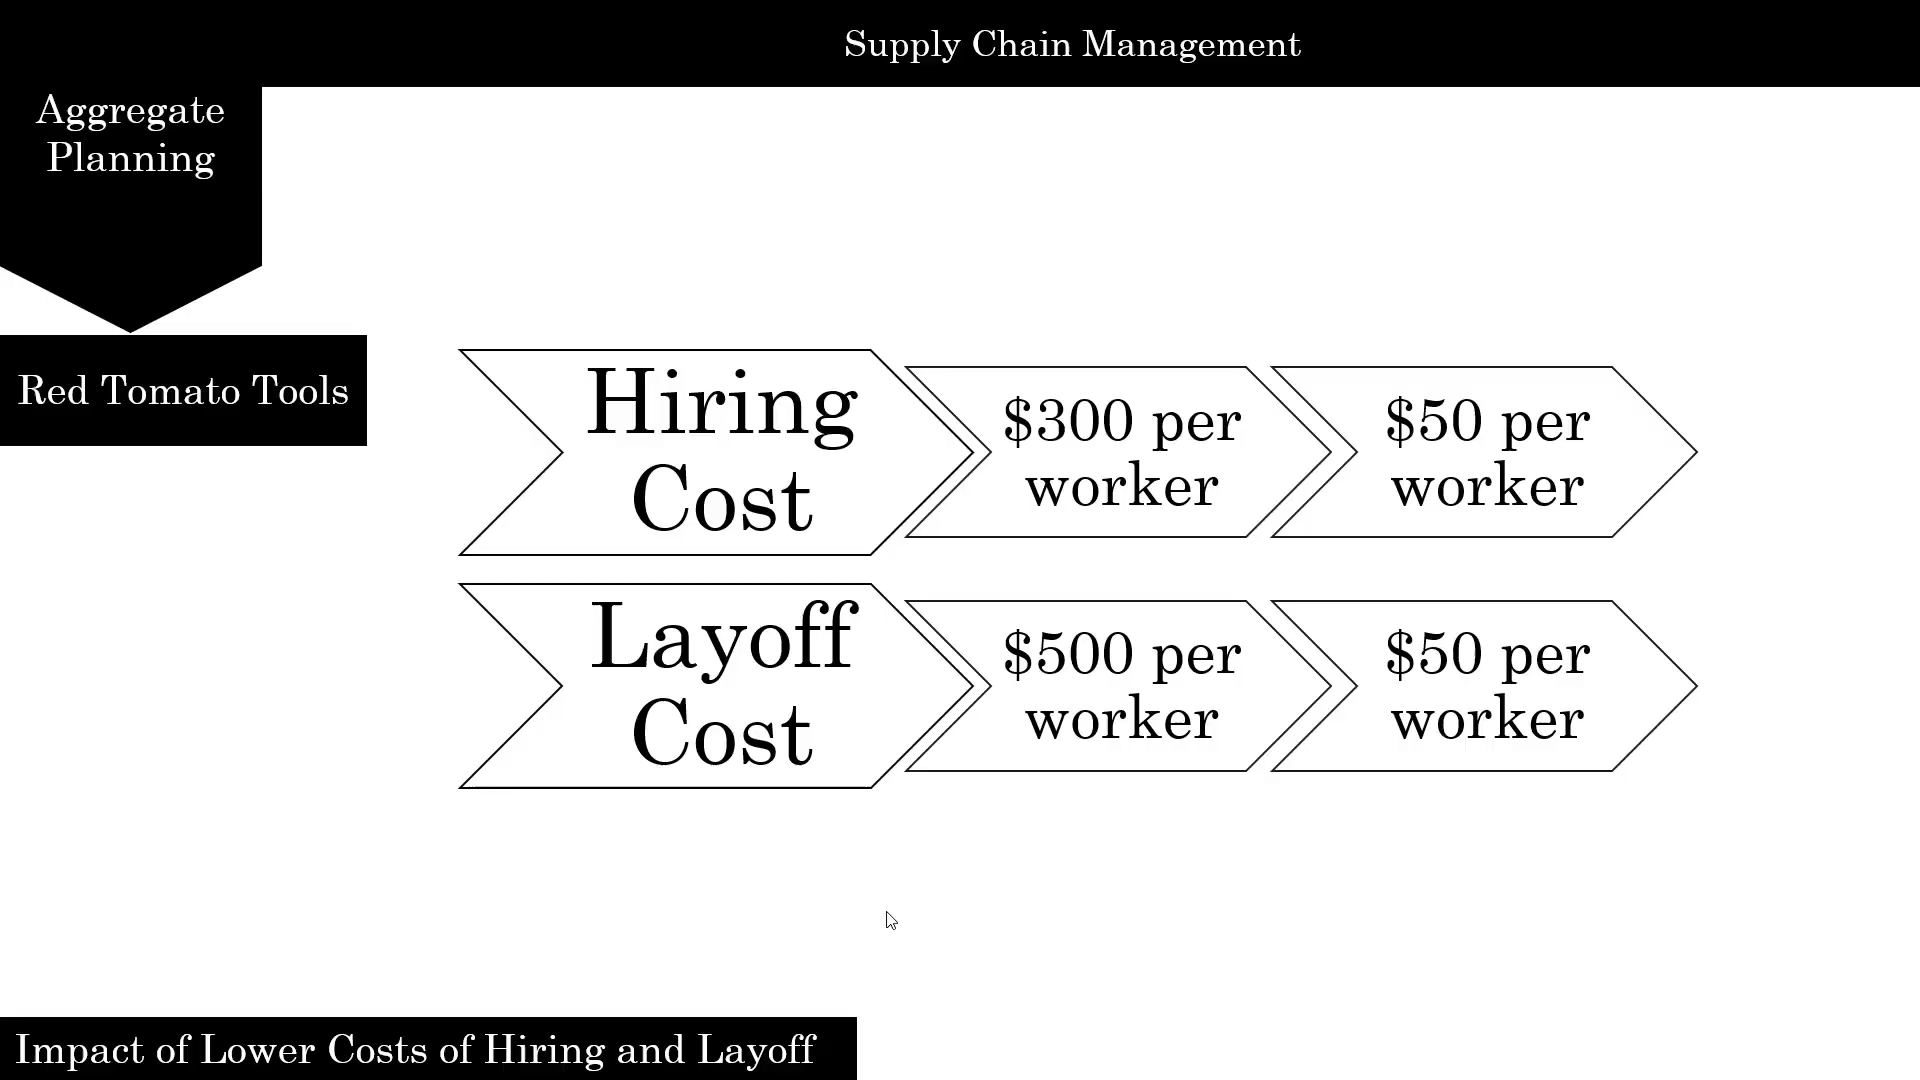 Supply Chain Management
Aggregate
Planning
Red Tomato Tools
Hiring
Cost
$300 per
worker
$50 per
worker
Layoff
Cost
$500 per
worker
$50 per
worker
Impact of Lower Costs of Hiring and Layoff